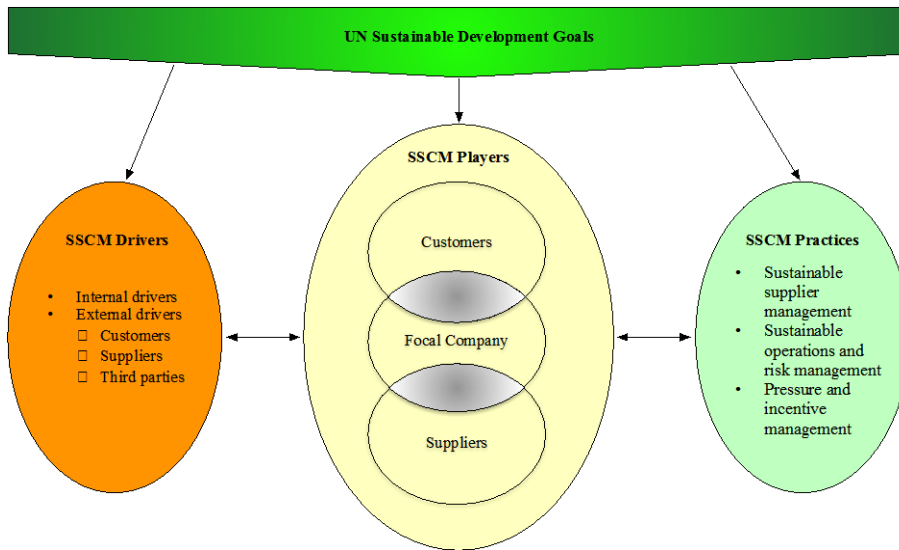 UN Sustainable Development Goals
SSCM Players
Customers
Focal Company
Suppliers
SSCM Drivers
• Internal drivers
• External drivers
□ Customers
□ Suppliers
□ Third parties
SSCM Practices
• Sustainable
supplier
management
• Sustainable
operations and
risk management
• Pressure and
incentive
management